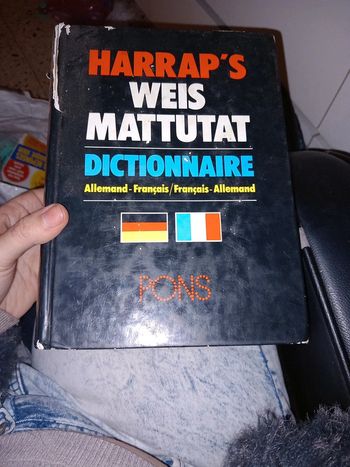 HARRAP'S
WEIS
MATTUTAT
DICTIONNAIRE
Allemand-Français/Français-Allemand
PONS